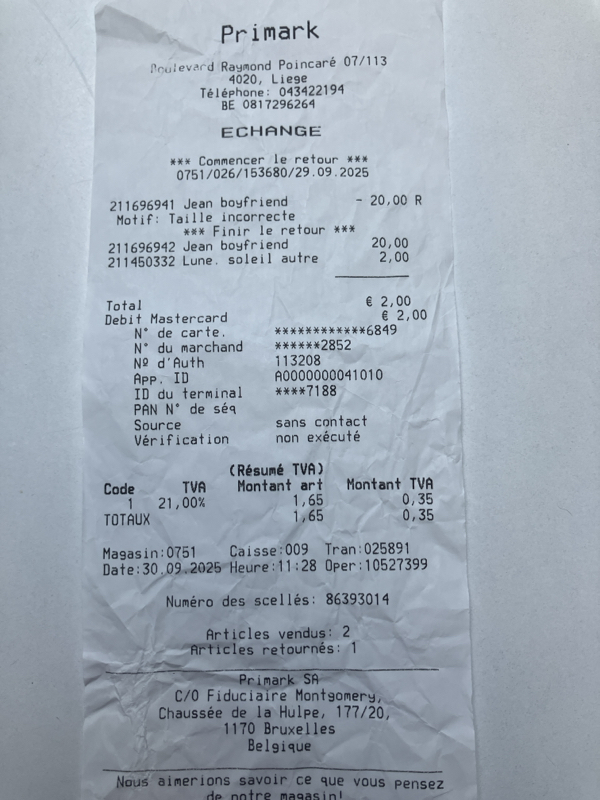 Primark
Boulevard Raymond Poincaré 07/113
4020, Liege
Téléphone: 043422194
BE 0817296264
ECHANGE
*** Commencer le retour ***
0751/026/153680/29.09.2025
211696941 Jean boyfriend - 20,00 R
Motif: Taille incorrecte
*** Finir le retour ***
211696942 Jean boyfriend 20,00
211450332 Lune. soleil autre 2,00
Total € 2,00
Debit Mastercard € 2,00
N° de carte. ************6849
N° du marchand ******2852
Nº d'Auth 113208
App. ID A0000000041010
ID du terminal ****7188
PAN N° de séq
Source sans contact
Vérification non exécuté
(Résumé TVA)
Code TVA Montant art Montant TVA
1 21,00% 1,65 0,35
TOTAUX 1,65 0,35
Magasin:0751 Caisse:009 Tran:025891
Date:30.09.2025 Heure:11:28 Oper:10527399
Numéro des scellés: 86393014
Articles vendus: 2
Articles retournés: 1
Primark SA
C/O Fiduciaire Montgomery,
Chaussée de la Hulpe, 177/20,
1170 Bruxelles
Belgique
Nous aimerions savoir ce que vous pensez
de notre magasin!